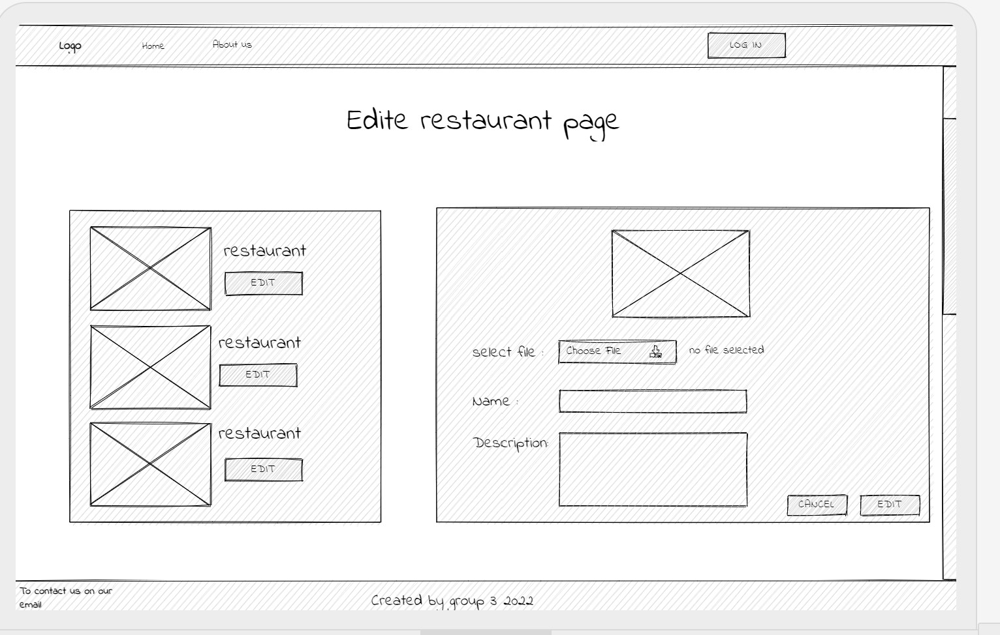 Logo
Home
About us
LOG IN
Edite restaurant page
restaurant
EDIT
restaurant
EDIT
restaurant
EDIT
select file :
Choose File
no file selected
Name :
Description:
CANCEL
EDIT
To contact us on our
email
Created by group 3 2022